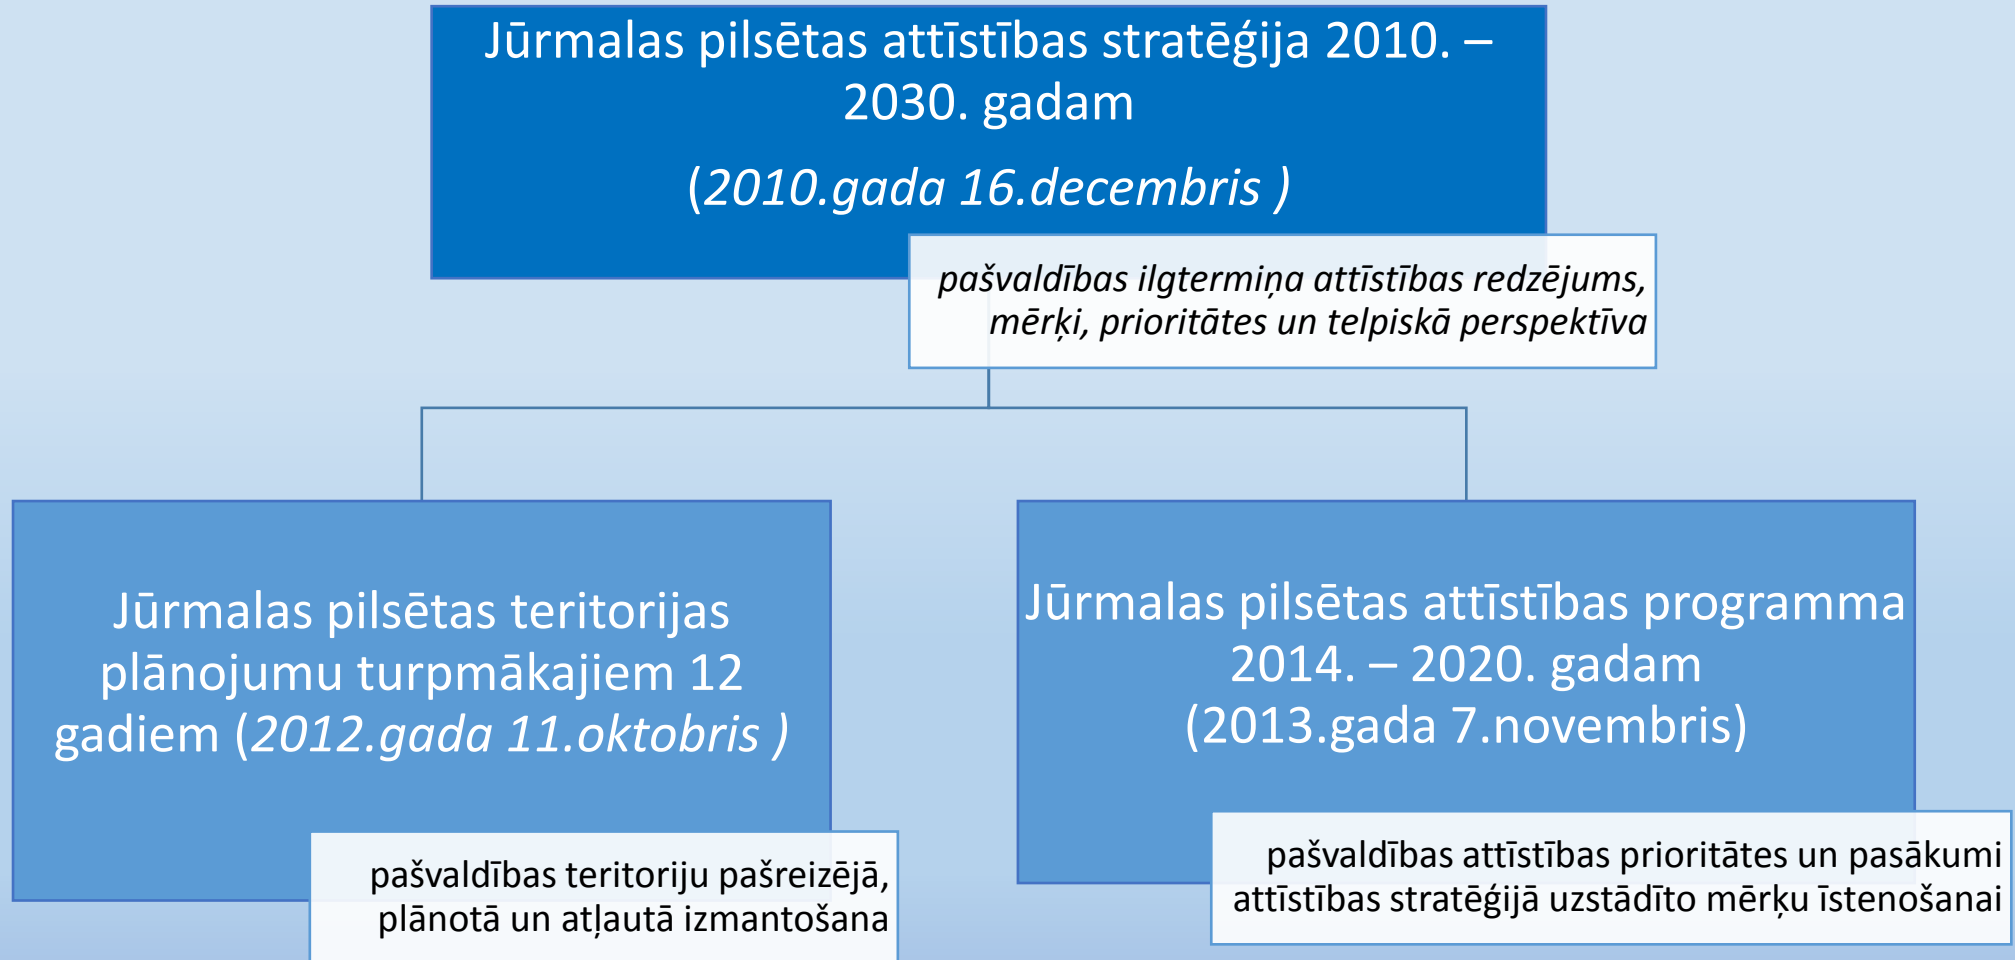 Jūrmalas pilsētas attīstības stratēģija 2010. –
2030. gadam
(2010.gada 16.decembris )
pašvaldības ilgtermiņa attīstības redzējums,
mērķi, prioritātes un telpiskā perspektīva
Jūrmalas pilsētas teritorijas
plānojumu turpmākajiem 12
gadiem (2012.gada 11.oktobris )
pašvaldības teritoriju pašreizējā,
plānotā un atļautā izmantošana
Jūrmalas pilsētas attīstības programma
2014. – 2020. gadam
(2013.gada 7.novembris)
pašvaldības attīstības prioritātes un pasākumi
attīstības stratēģijā uzstādīto mērķu īstenošanai